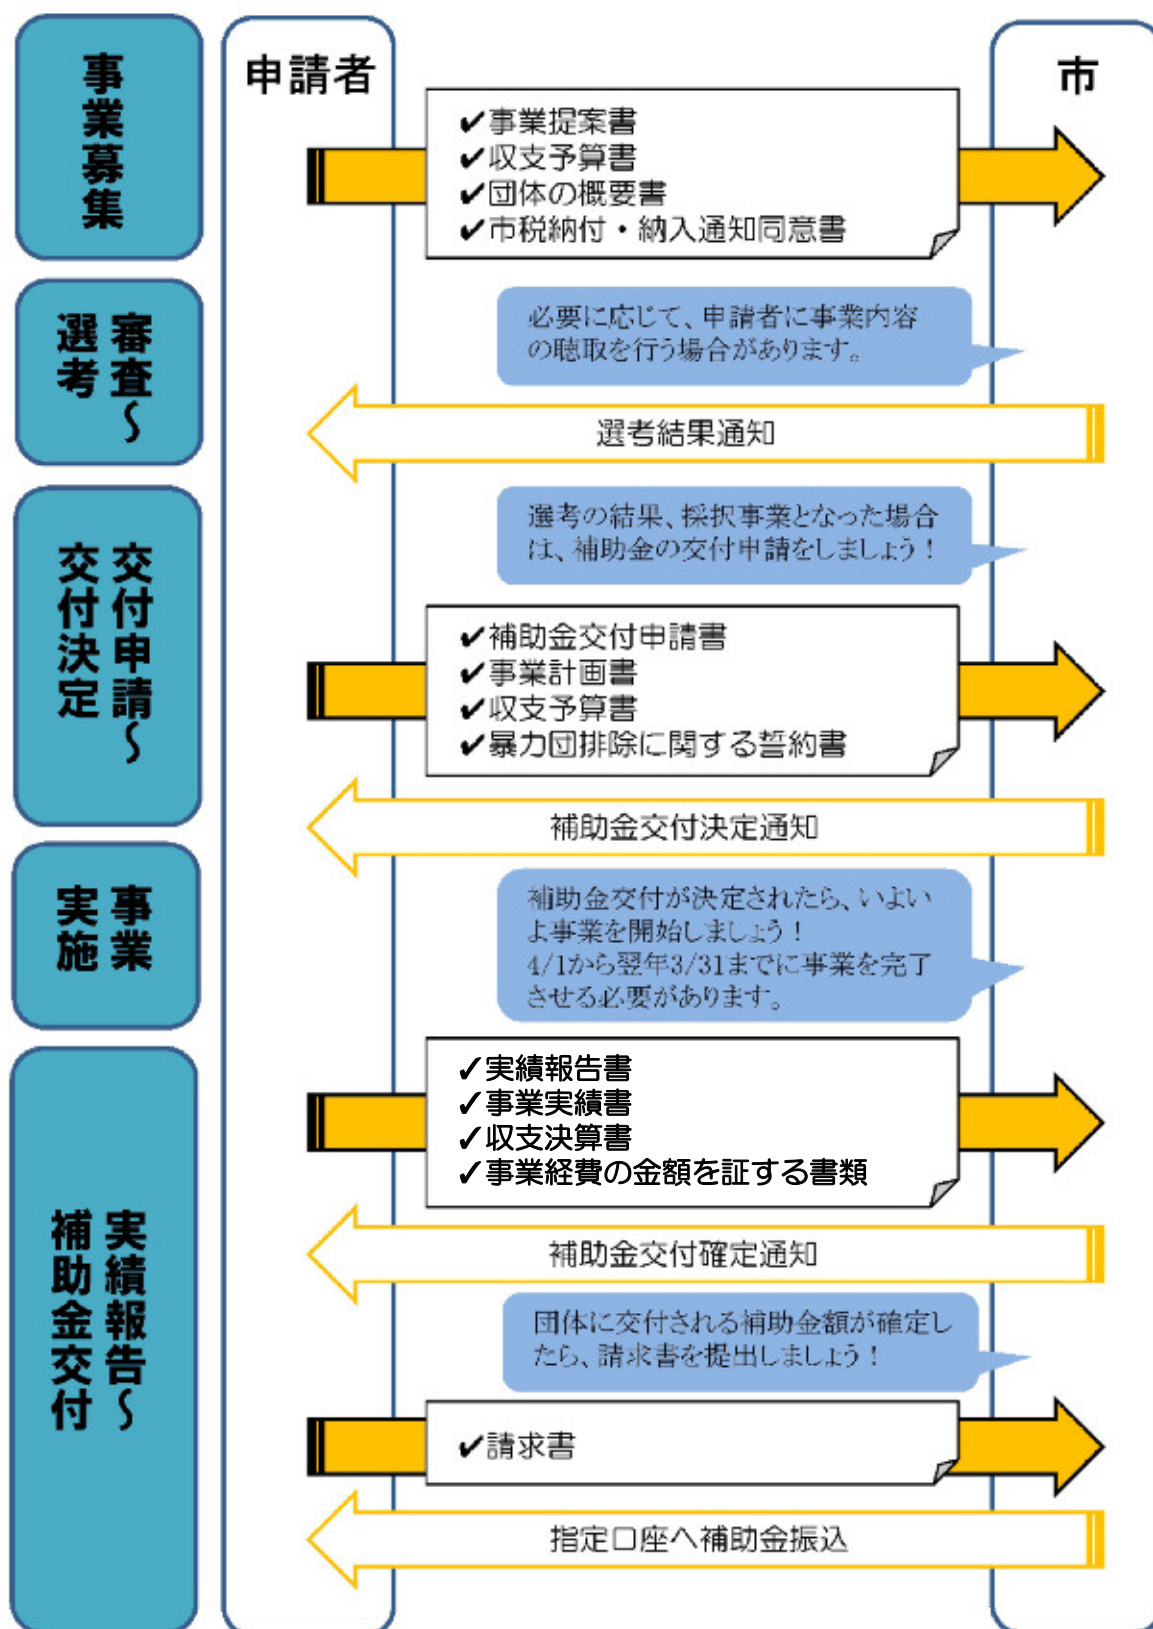 申請者
市
事業募集
✔事業提案書
✔収支予算書
✔団体の概要書
✔市税納付・納入通知同意書
審査～
選考
必要に応じて、申請者に事業内容
の聴取を行う場合があります。
選考結果通知
交付申請～
交付決定
選考の結果、採択事業となった場合
は、補助金の交付申請をしましょう！
✔補助金交付申請書
✔事業計画書
✔収支予算書
✔暴力団排除に関する誓約書
補助金交付決定通知
事業
実施
補助金交付が決定されたら、いよい
よ事業を開始しましょう！
4/1から翌年3/31までに事業を完了
させる必要があります。
実績報告～
補助金交付
✓実績報告書
✓事業実績書
✓収支決算書
✓事業経費の金額を証する書類
補助金交付確定通知
団体に交付される補助金額が確定し
たら、請求書を提出しましょう！
✔請求書
指定口座へ補助金振込